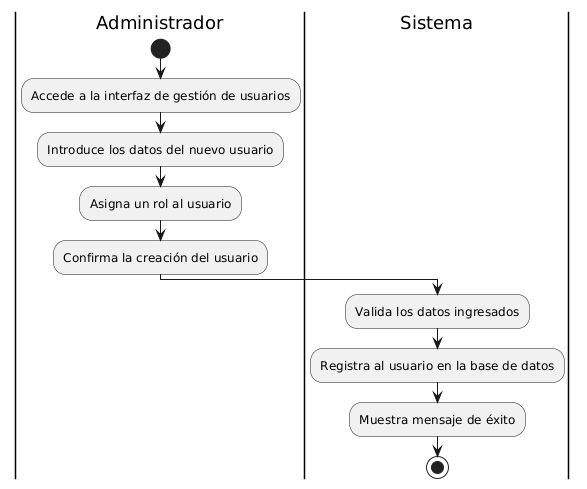 Administrador
Sistema
Accede a la interfaz de gestión de usuarios
Introduce los datos del nuevo usuario
Asigna un rol al usuario
Confirma la creación del usuario
Valida los datos ingresados
Registra al usuario en la base de datos
Muestra mensaje de éxito